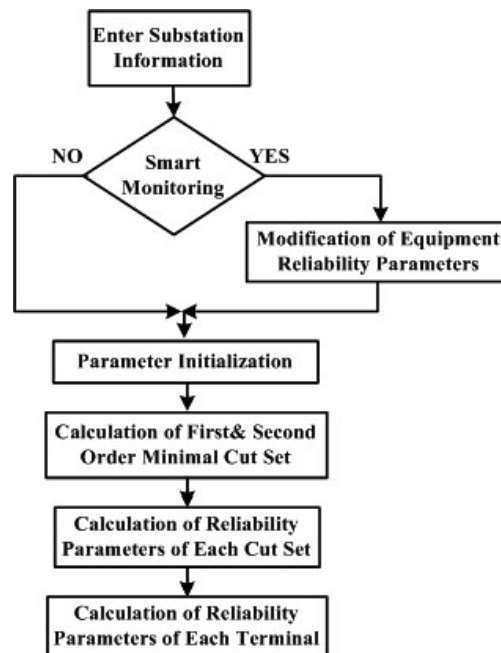 Enter Substation
Information
NO
Smart
Monitoring
YES
Modification of Equipment
Reliability Parameters
Parameter Initialization
Calculation of First& Second
Order Minimal Cut Set
Calculation of Reliability
Parameters of Each Cut Set
Calculation of Reliability
Parameters of Each Terminal